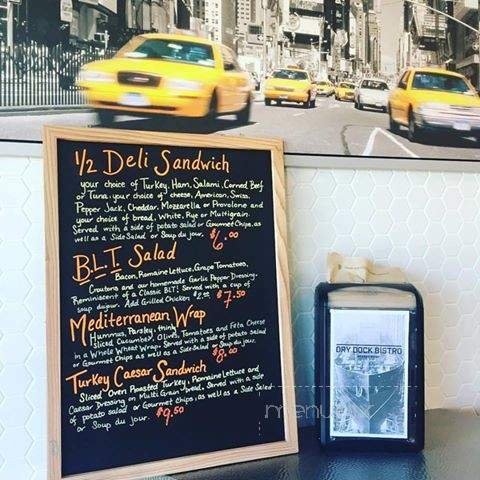 1/2 Deli Sandwich
your choice of Turkey, Ham, Salami, Corned Beef
or Tuna, your choice of cheese, American, Swiss,
Pepper Jack, Cheddar, Mozzarella or Provolone and
your choice of bread, White, Rye or Multigrain.
Served with a side of potato salad or Gourmet Chips, as
well as a Side Salad or Soup du jour. $6.00
B.L.T. Salad
Bacon, Romaine Lettuce, Grape Tomatoes,
Croutons and our homemade Garlic Pepper Dressing.
Reminiscent of a Classic BLT! Served with a cup of
soup dujour. Add Grilled Chicken $2.00 $7.50
Mediterranean Wrap
Hummus, Parsley, thinly
sliced Cucumber, Olives, Tomatoes and Feta Cheese
in a Whole Wheat Wrap. Served with a side of potato salad
or Gourmet Chips as well as a Side Salad or Soup du jour.
$8.00
Turkey Caesar Sandwich
Sliced Oven Roasted Turkey, Romaine Lettuce and
Caesar Dressing on Multi Grain Bread. Served with a side
of potato salad or Gourmet Chips, as well as a Side Salad
or Soup du jour. $9.50
DRY DOCK BISTRO